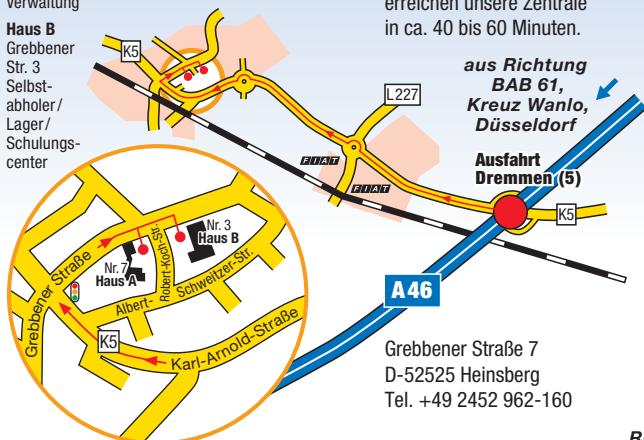 Verwaltung
Haus B
Grebbener
Str. 3
Selbst-
abholer/
Lager/
Schulungs-
center
erreichen unsere Zentrale
in ca. 40 bis 60 Minuten.
K5
L227
aus Richtung
BAB 61,
Kreuz Wanlo,
Düsseldorf
Ausfahrt
Dremmen (5)
FIAT
FIAT
K5
A 46
Grebbener Straße
Nr. 7
Haus A
Robert-Koch-Str.
Nr. 3
Haus B
Albert-Schweitzer-Str.
K5
Karl-Arnold-Straße
Grebbener Straße 7
D-52525 Heinsberg
Tel. +49 2452 962-160